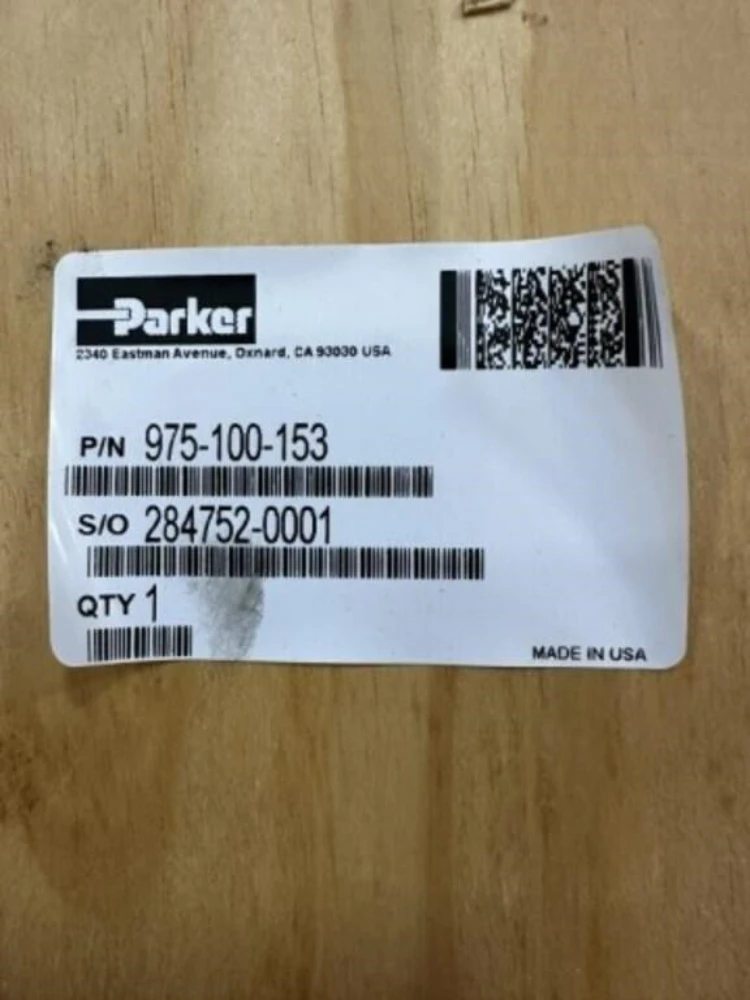 Parker
2340 Eastman Avenue, Oxnard, CA 93030 USA
P/N 975-100-153
S/O 284752-0001
QTY 1
MADE IN USA